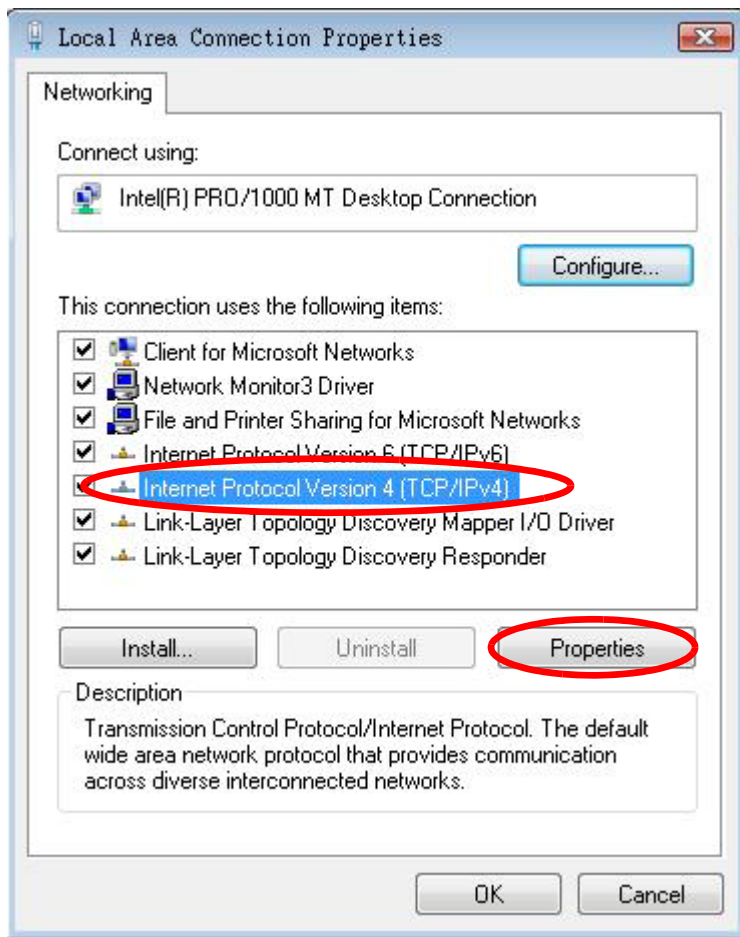 Local Area Connection Properties
Networking
Connect using:
Intel(R) PRO/1000 MT Desktop Connection
Configure...
This connection uses the following items:
Client for Microsoft Networks
Network Monitor3 Driver
File and Printer Sharing for Microsoft Networks
Internet Protocol Version 6 (TCP/IPv6)
Internet Protocol Version 4 (TCP/IPv4)
Link-Layer Topology Discovery Mapper I/O Driver
Link-Layer Topology Discovery Responder
Install...
Uninstall
Properties
Description
Transmission Control Protocol/Internet Protocol. The default
wide area network protocol that provides communication
across diverse interconnected networks.
OK
Cancel